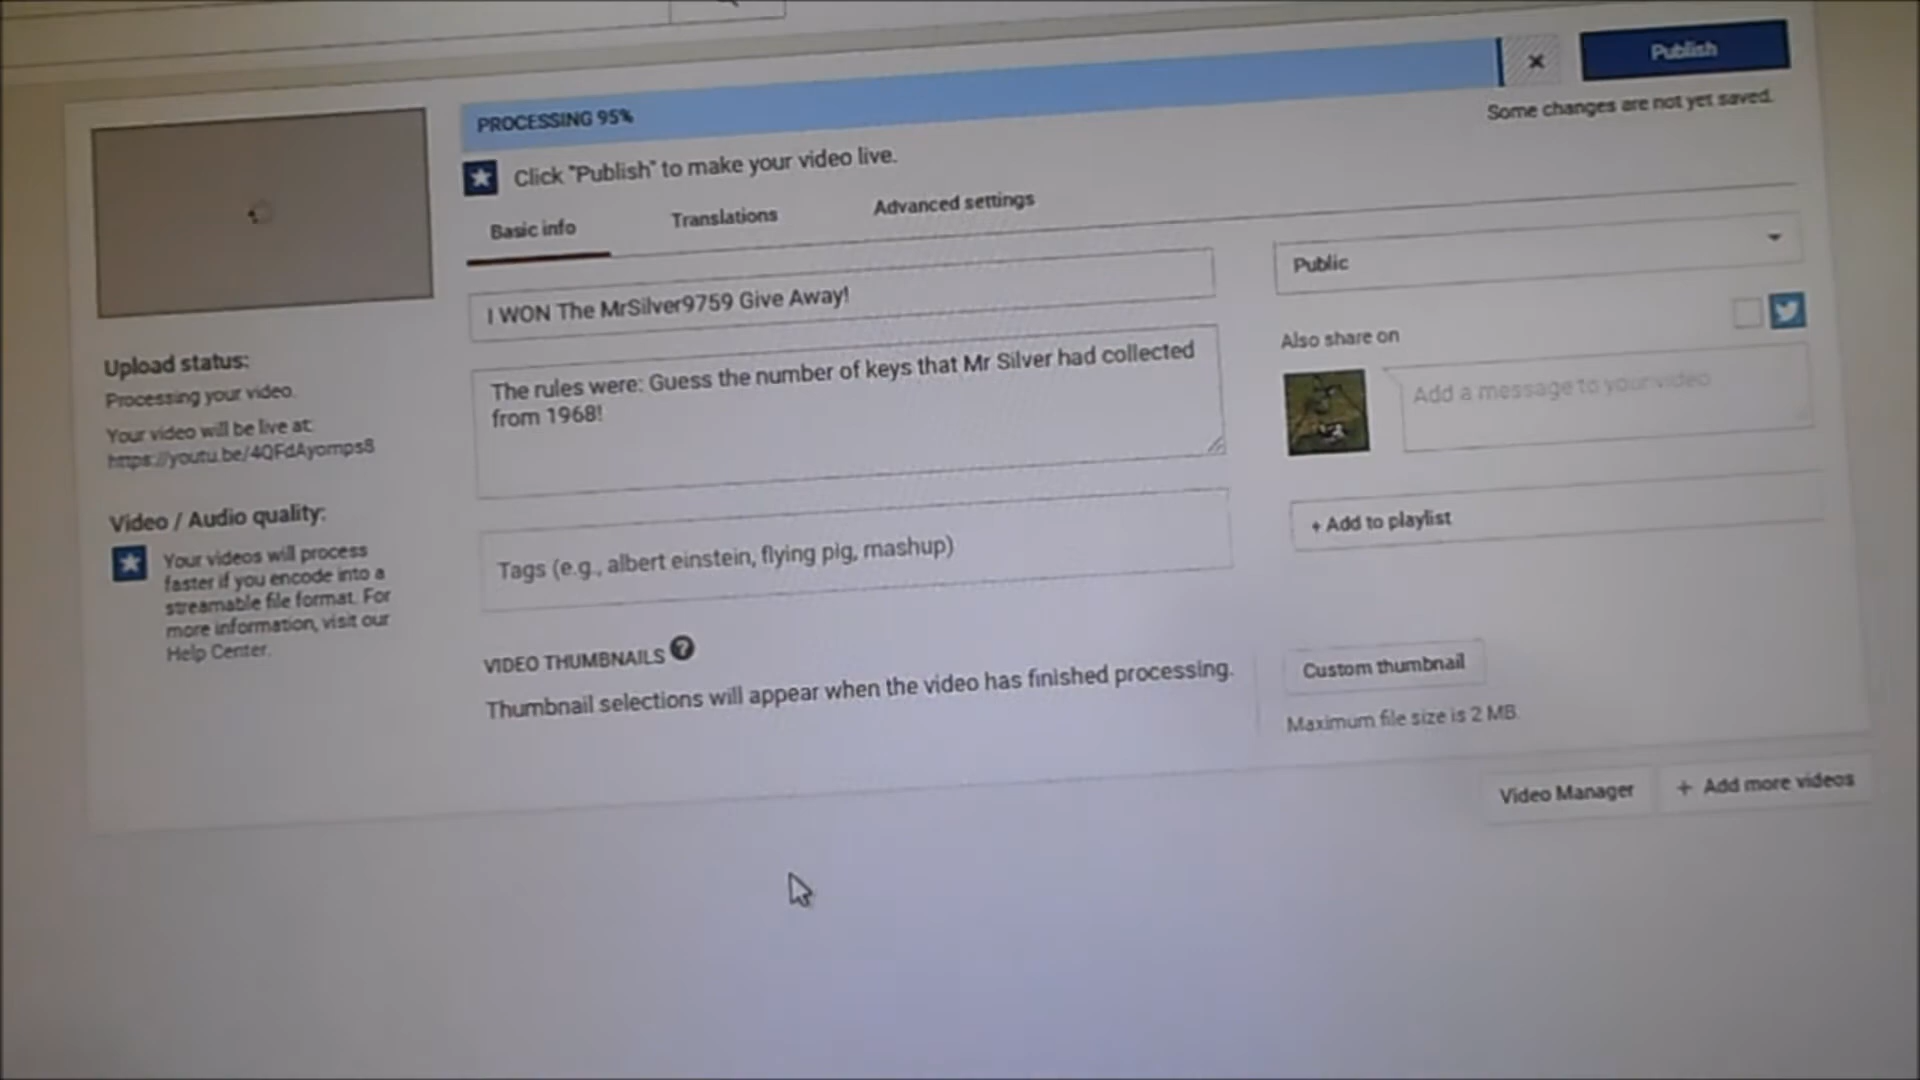 PROCESSING 95%
Publish
Some changes are not yet saved.
Click "Publish" to make your video live.
Basic info
Translations
Advanced settings
I WON The MrSilver9759 Give Away!
Public
The rules were: Guess the number of keys that Mr Silver had collected
from 1968!
Also share on
Add a message to your video
Upload status:
Processing your video.
Your video will be live at:
https://youtu.be/4QFdAyomps8
Video / Audio quality:
Your videos will process
faster if you encode into a
streamable file format. For
more information, visit our
Help Center.
Tags (e.g., albert einstein, flying pig, mashup)
+ Add to playlist
VIDEO THUMBNAILS ?
Thumbnail selections will appear when the video has finished processing.
Custom thumbnail
Maximum file size is 2 MB.
Video Manager
+ Add more videos